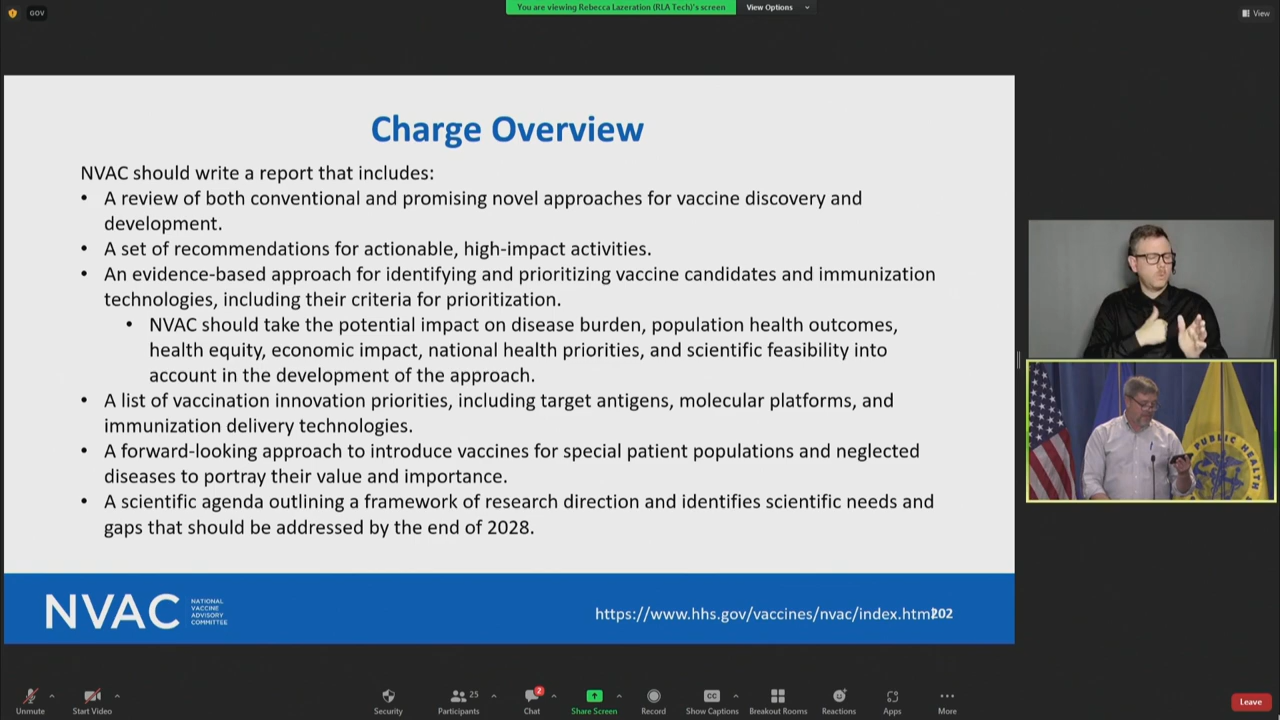 You are viewing Rebecca Lazeration (RLA Tech)'s screen
View Options
GOV
View
Charge Overview
NVAC should write a report that includes:
• A review of both conventional and promising novel approaches for vaccine discovery and
development.
• A set of recommendations for actionable, high-impact activities.
• An evidence-based approach for identifying and prioritizing vaccine candidates and immunization
technologies, including their criteria for prioritization.
• NVAC should take the potential impact on disease burden, population health outcomes,
health equity, economic impact, national health priorities, and scientific feasibility into
account in the development of the approach.
• A list of vaccination innovation priorities, including target antigens, molecular platforms, and
immunization delivery technologies.
• A forward-looking approach to introduce vaccines for special patient populations and neglected
diseases to portray their value and importance.
• A scientific agenda outlining a framework of research direction and identifies scientific needs and
gaps that should be addressed by the end of 2028.
NVAC
NATIONAL
VACCINE
ADVISORY
COMMITTEE
https://www.hhs.gov/vaccines/nvac/index.html
202
PUBLIC HEALTH
Unmute
Start Video
Security
Participants
25
Chat
2
Share Screen
Record
CC
Show Captions
Breakout Rooms
Reactions
Apps
More
Leave